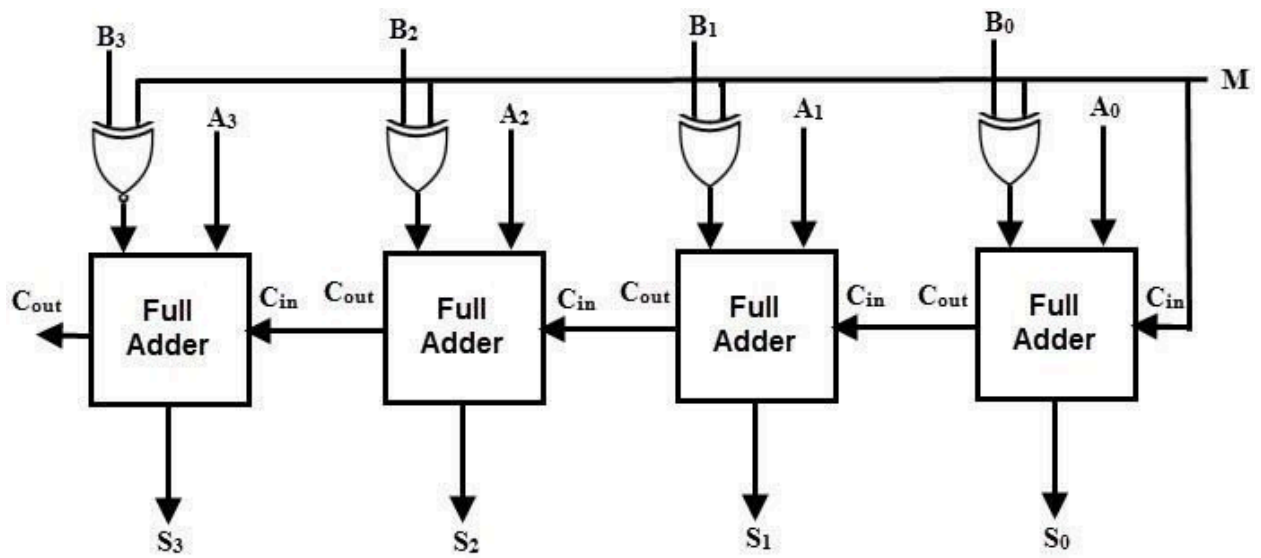 B₃
B₂
B₁
B₀
M
A₃
A₂
A₁
A₀
Cout
Full
Adder
Cin
Cout
Full
Adder
Cin
Cout
Full
Adder
Cin
Cout
Full
Adder
Cin
S₃
S₂
S₁
S₀